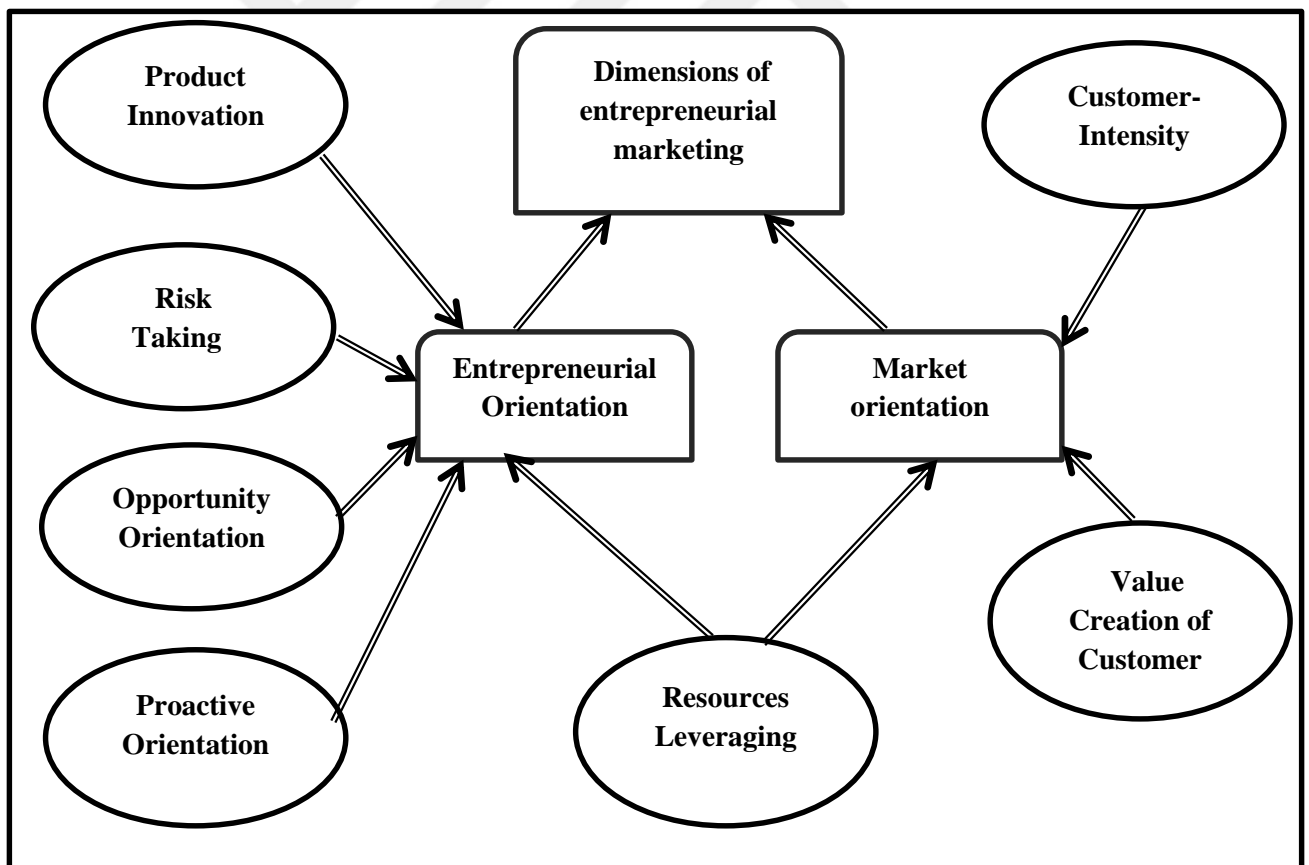 Product
Innovation
Dimensions of
entrepreneurial
marketing
Customer-
Intensity
Risk
Taking
Entrepreneurial
Orientation
Market
orientation
Opportunity
Orientation
Value
Creation of
Customer
Proactive
Orientation
Resources
Leveraging